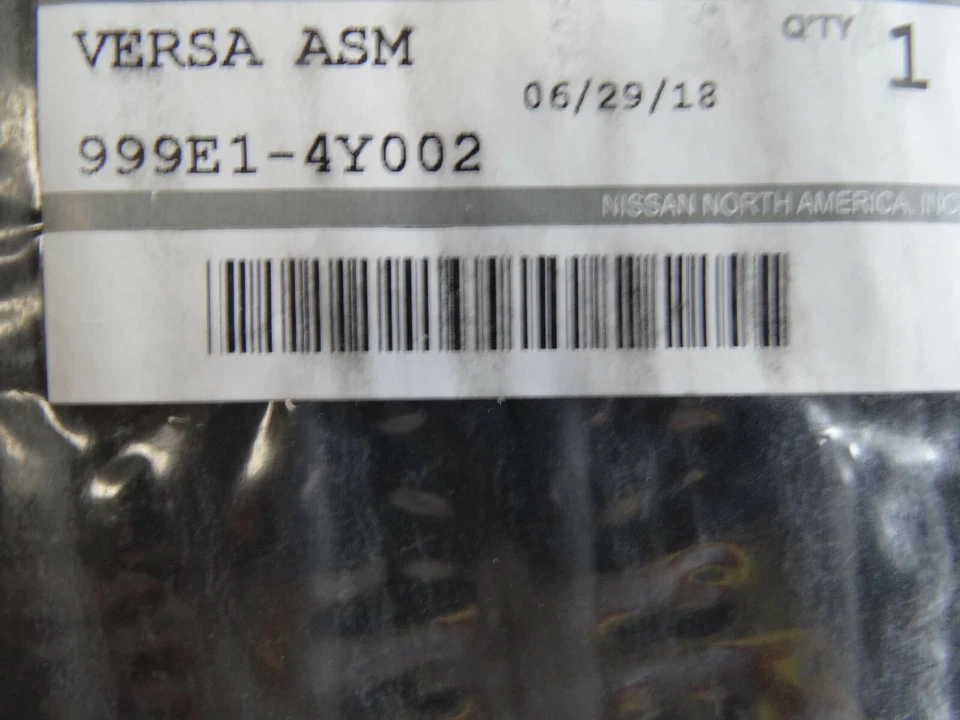 VERSA ASM
Q'TY 1
06/29/18
999E1-4Y002
NISSAN NORTH AMERICA, INC